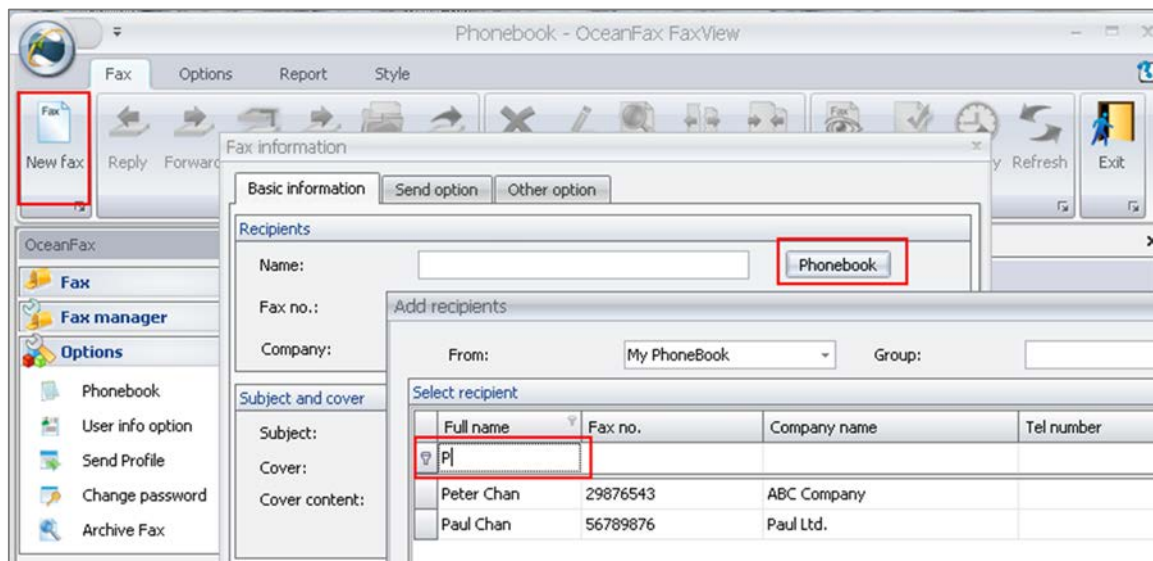 Phonebook - OceanFax FaxView
Fax Options Report Style
Fax Fax
New fax Reply Forward Refresh Exit
Fax information
Basic information Send option Other option
OceanFax
Recipients
Name: Phonebook
Fax
Fax no.: Add recipients
Fax manager
Company: From: My PhoneBook Group:
Options
Phonebook Subject and cover Select recipient
User info option Subject: Full name Fax no. Company name Tel number
Send Profile Cover: P
Change password Cover content: Peter Chan 29876543 ABC Company
Archive Fax Paul Chan 56789876 Paul Ltd.